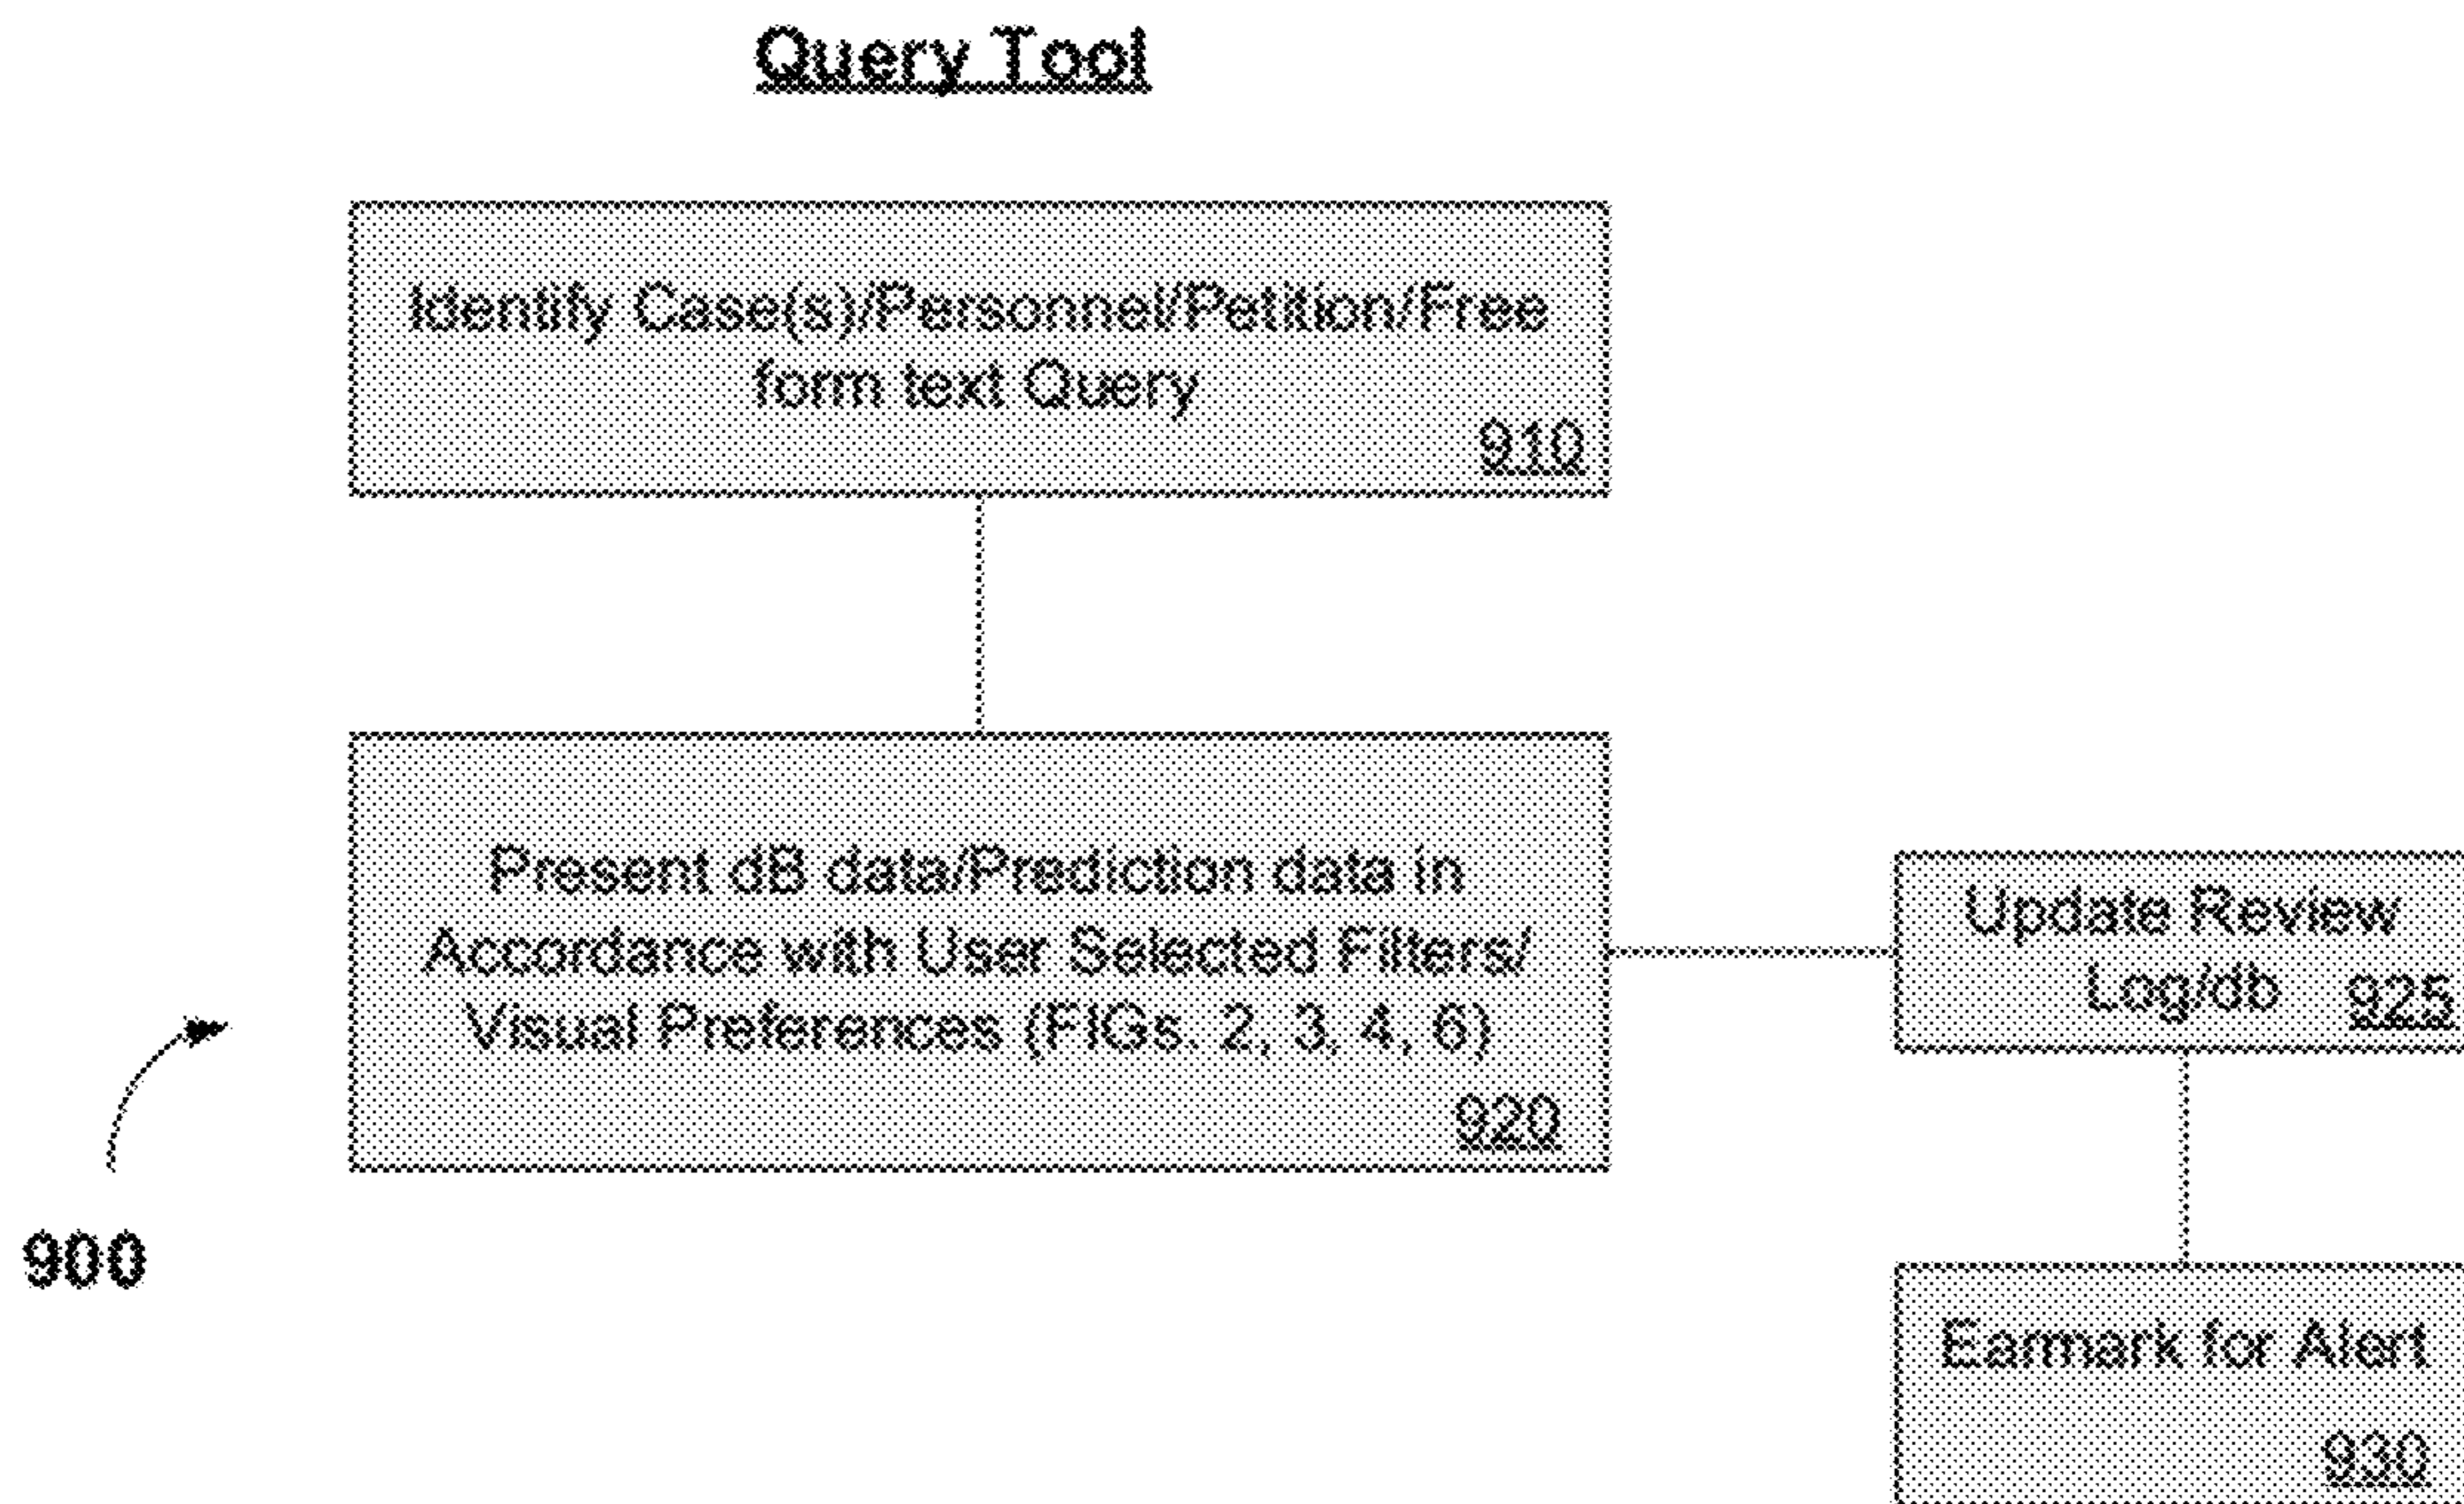 Query Tool
Identify Case(s)/Personnel/Petition/Free
form text Query
910
Present dB data/Prediction data in
Accordance with User Selected Filters/
Visual Preferences (FIGs. 2, 3, 4, 6)
920
Update Review
Log/db 925
Earmark for Alert
930
900